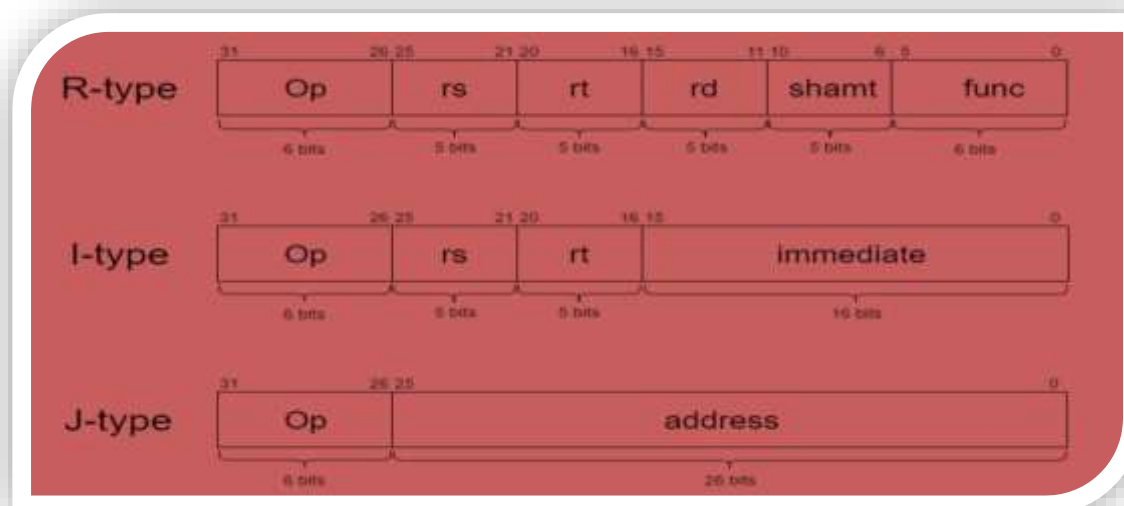 31 26 25 21 20 16 15 11 10 6 5 0
R-type Op rs rt rd shamt func
6 bits 5 bits 5 bits 5 bits 5 bits 6 bits
31 26 25 21 20 16 15 0
I-type Op rs rt immediate
6 bits 5 bits 5 bits 16 bits
31 26 25 0
J-type Op address
6 bits 26 bits